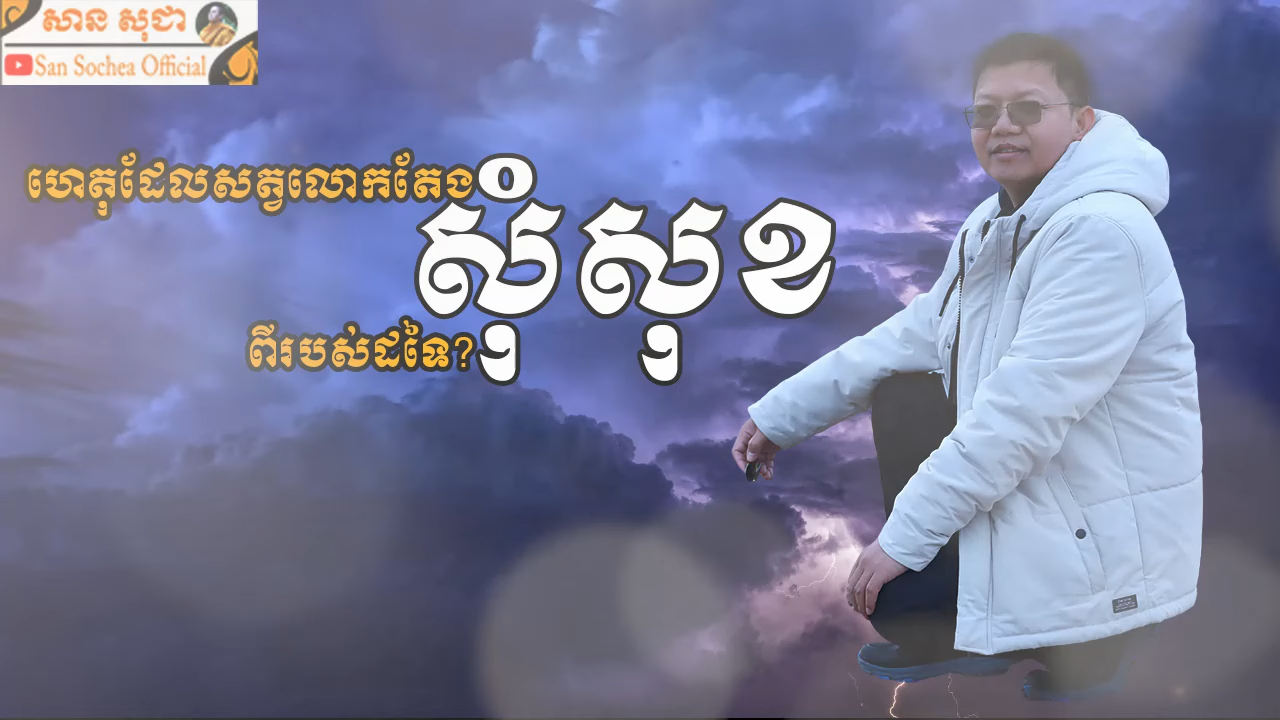 សាន សុជា
San Sochea Official
ហេតុដែលសត្វលោកតែង
សុំសុខ
ពីរបស់ដទៃ?